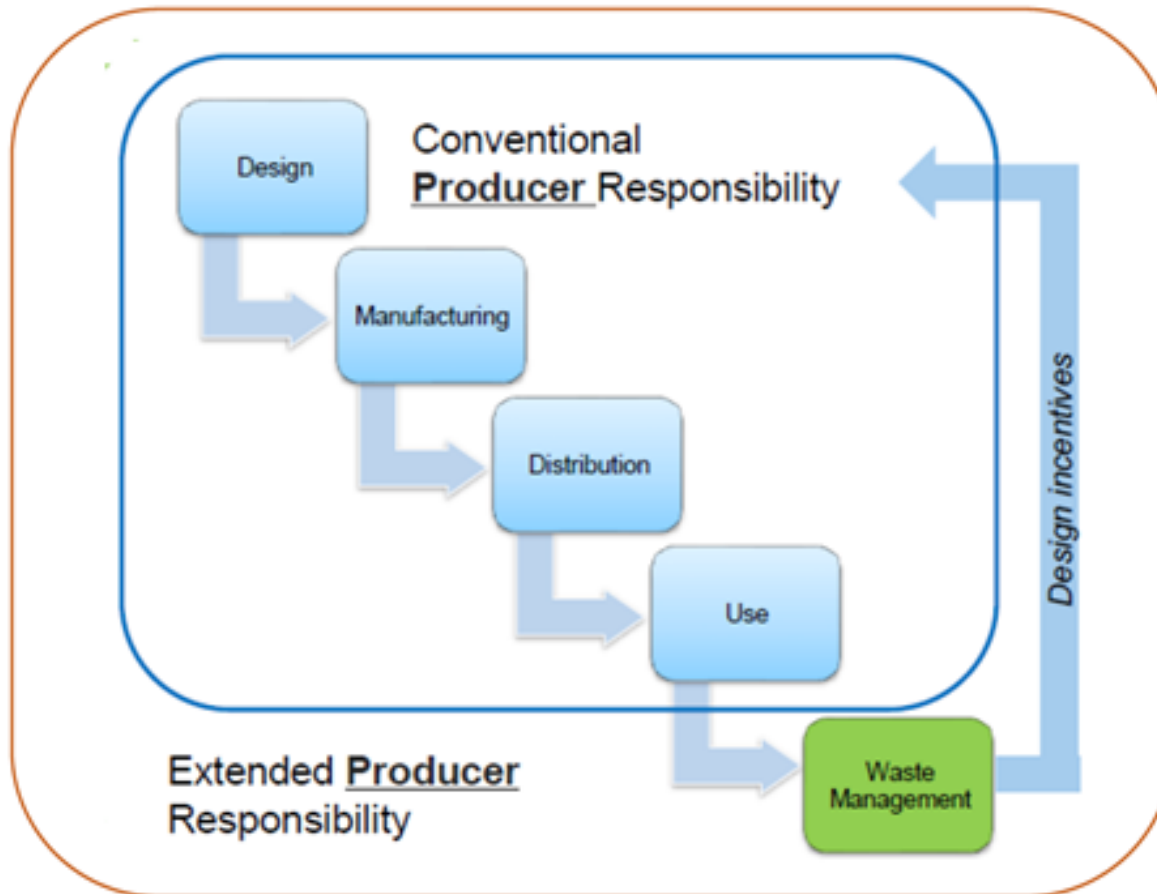 Design
Conventional
Producer Responsibility
Manufacturing
Distribution
Use
Design incentives
Waste
Management
Extended Producer
Responsibility